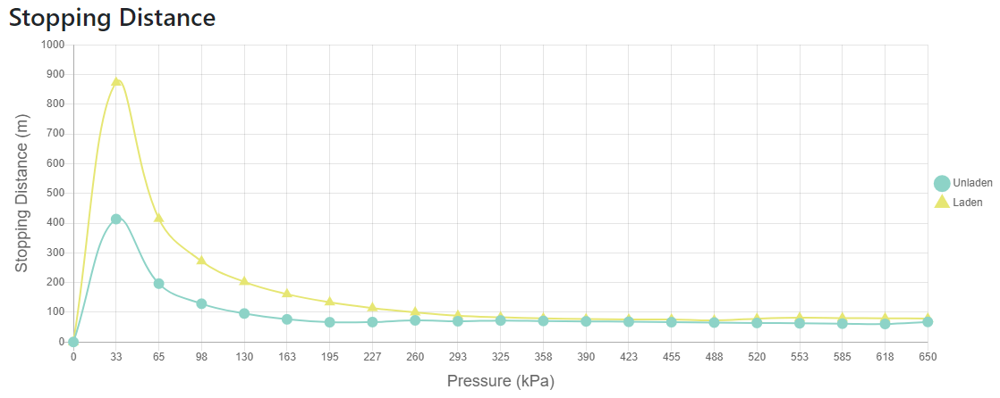 Stopping Distance
1000
900
800
700
600
500
400
300
200
100
0
Stopping Distance (m)
0 33 65 98 130 163 195 227 260 293 325 358 390 423 455 488 520 553 585 618 650
Pressure (kPa)
Unladen
Laden